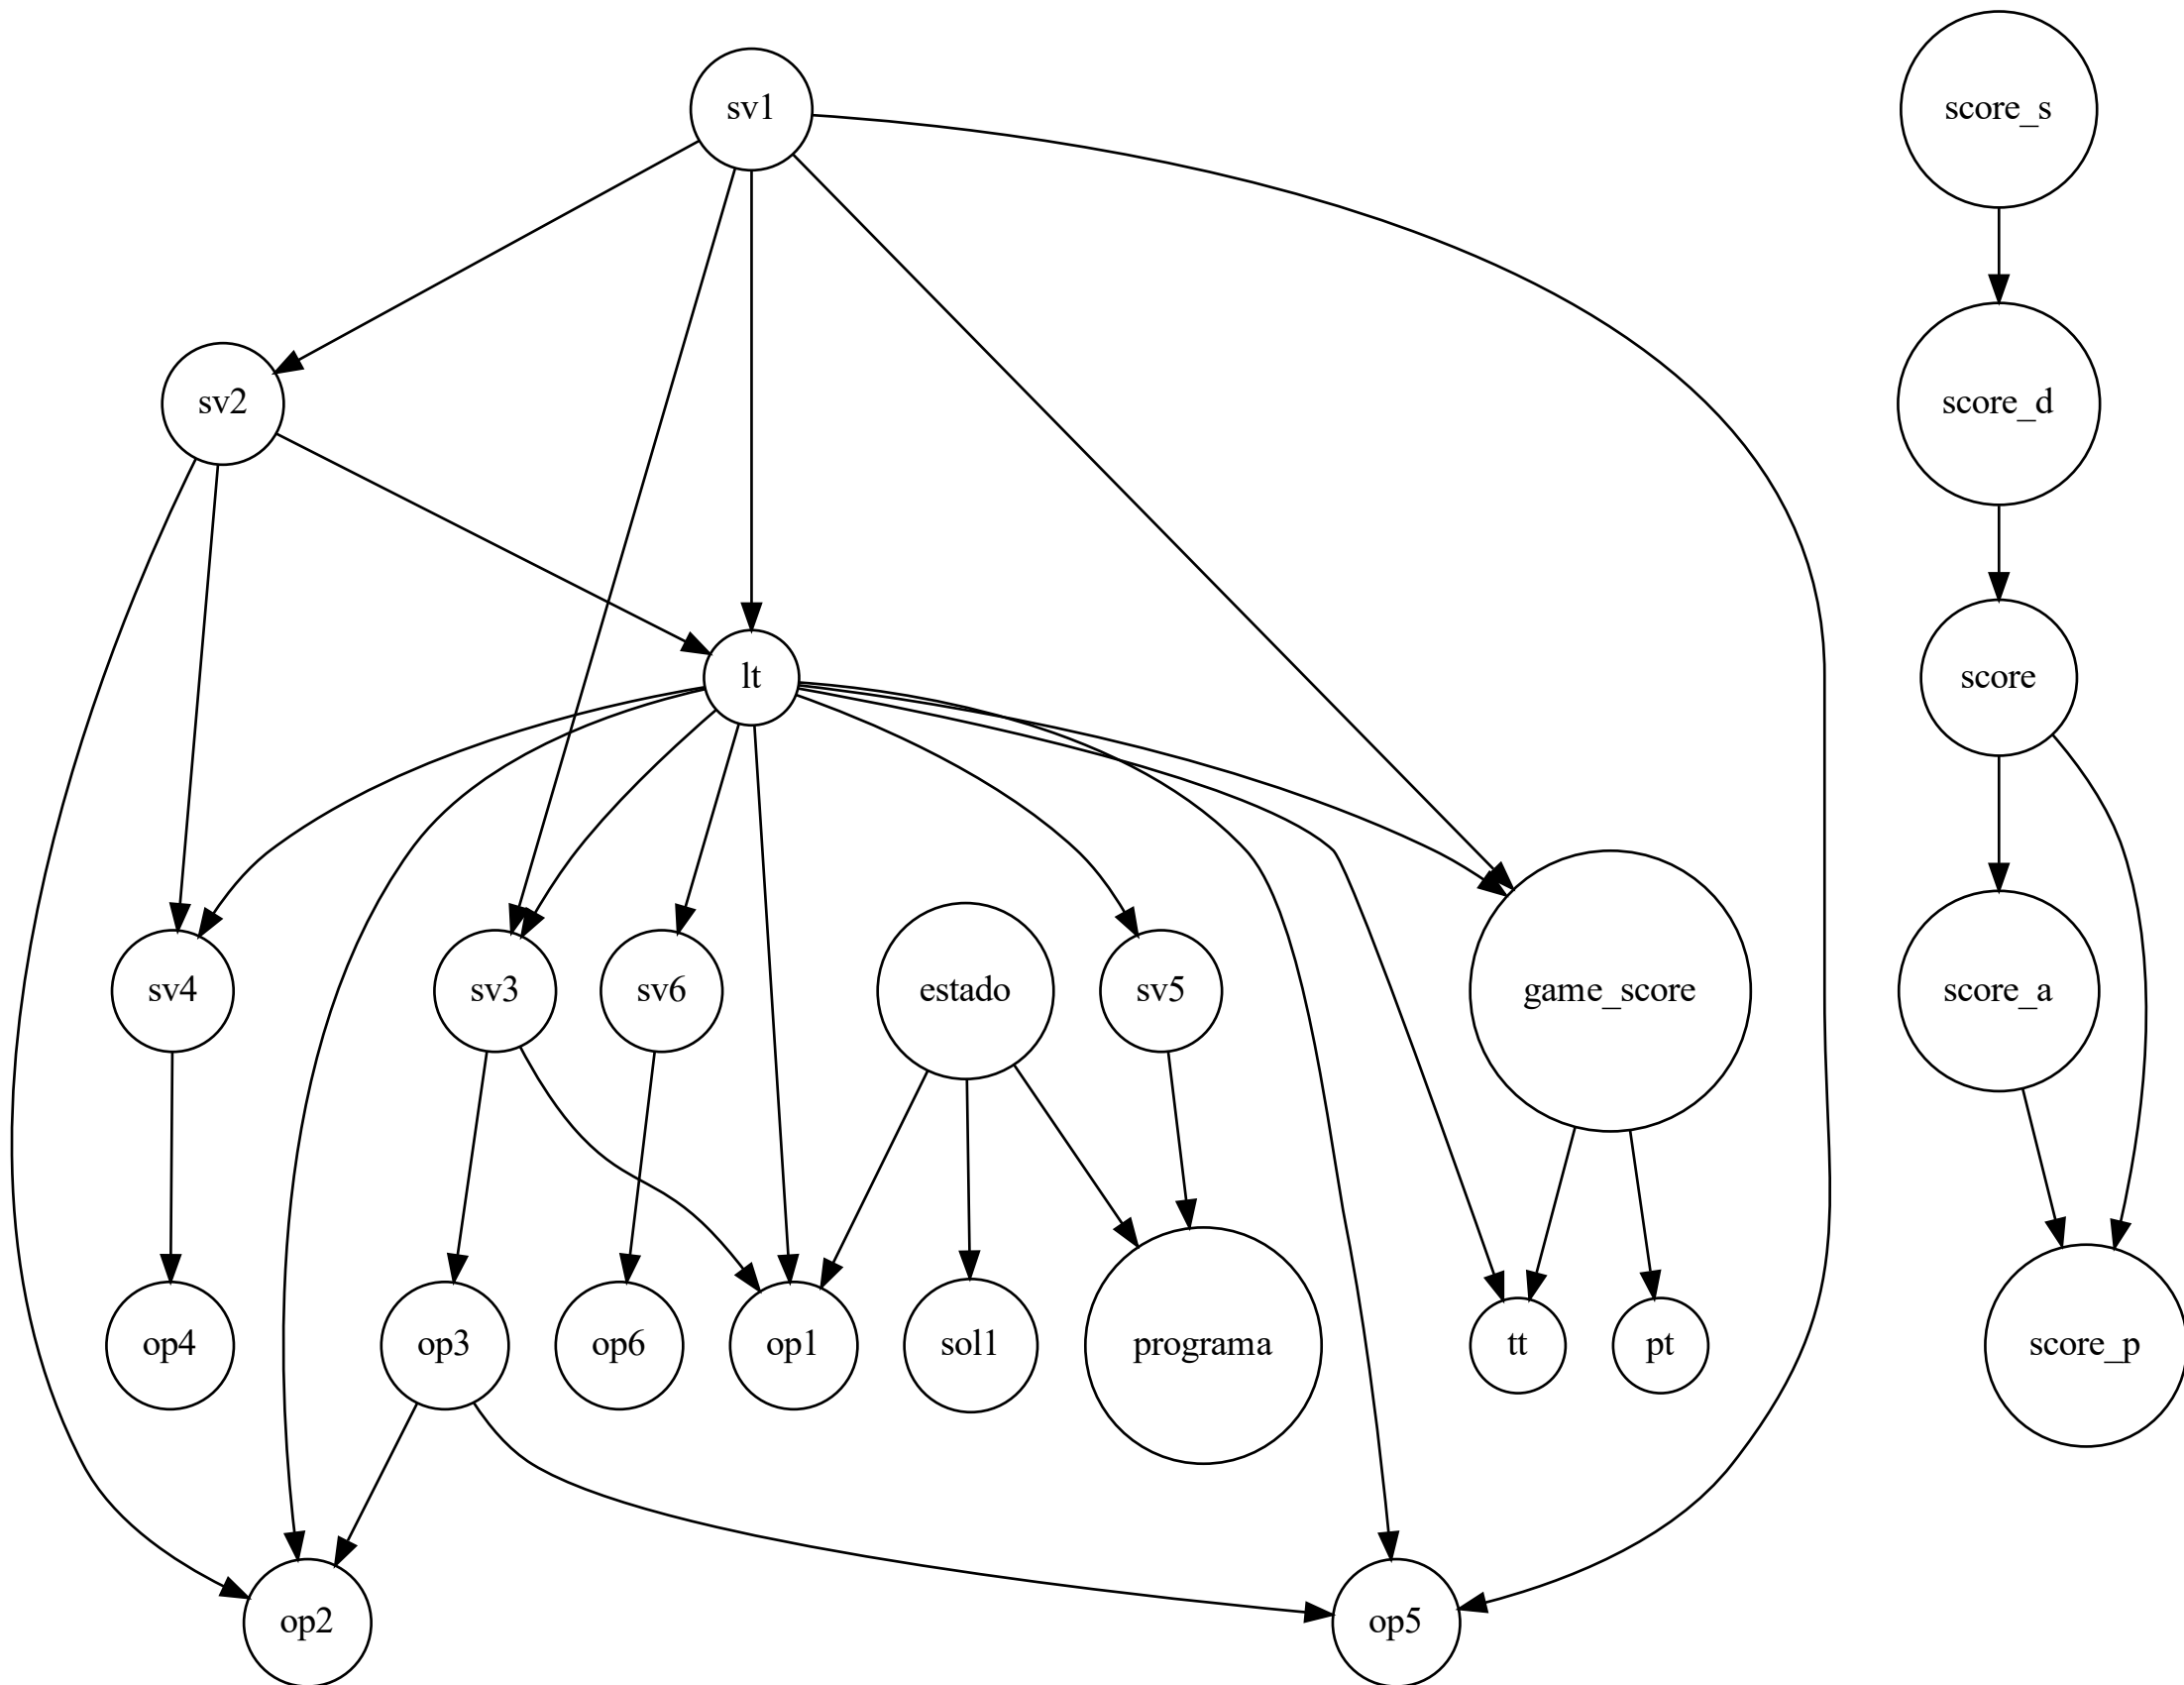 sv1
score_s
sv2
score_d
lt
score
sv4
sv3
sv6
estado
sv5
game_score
score_a
op4
op3
op6
op1
sol1
programa
tt
pt
score_p
op2
op5